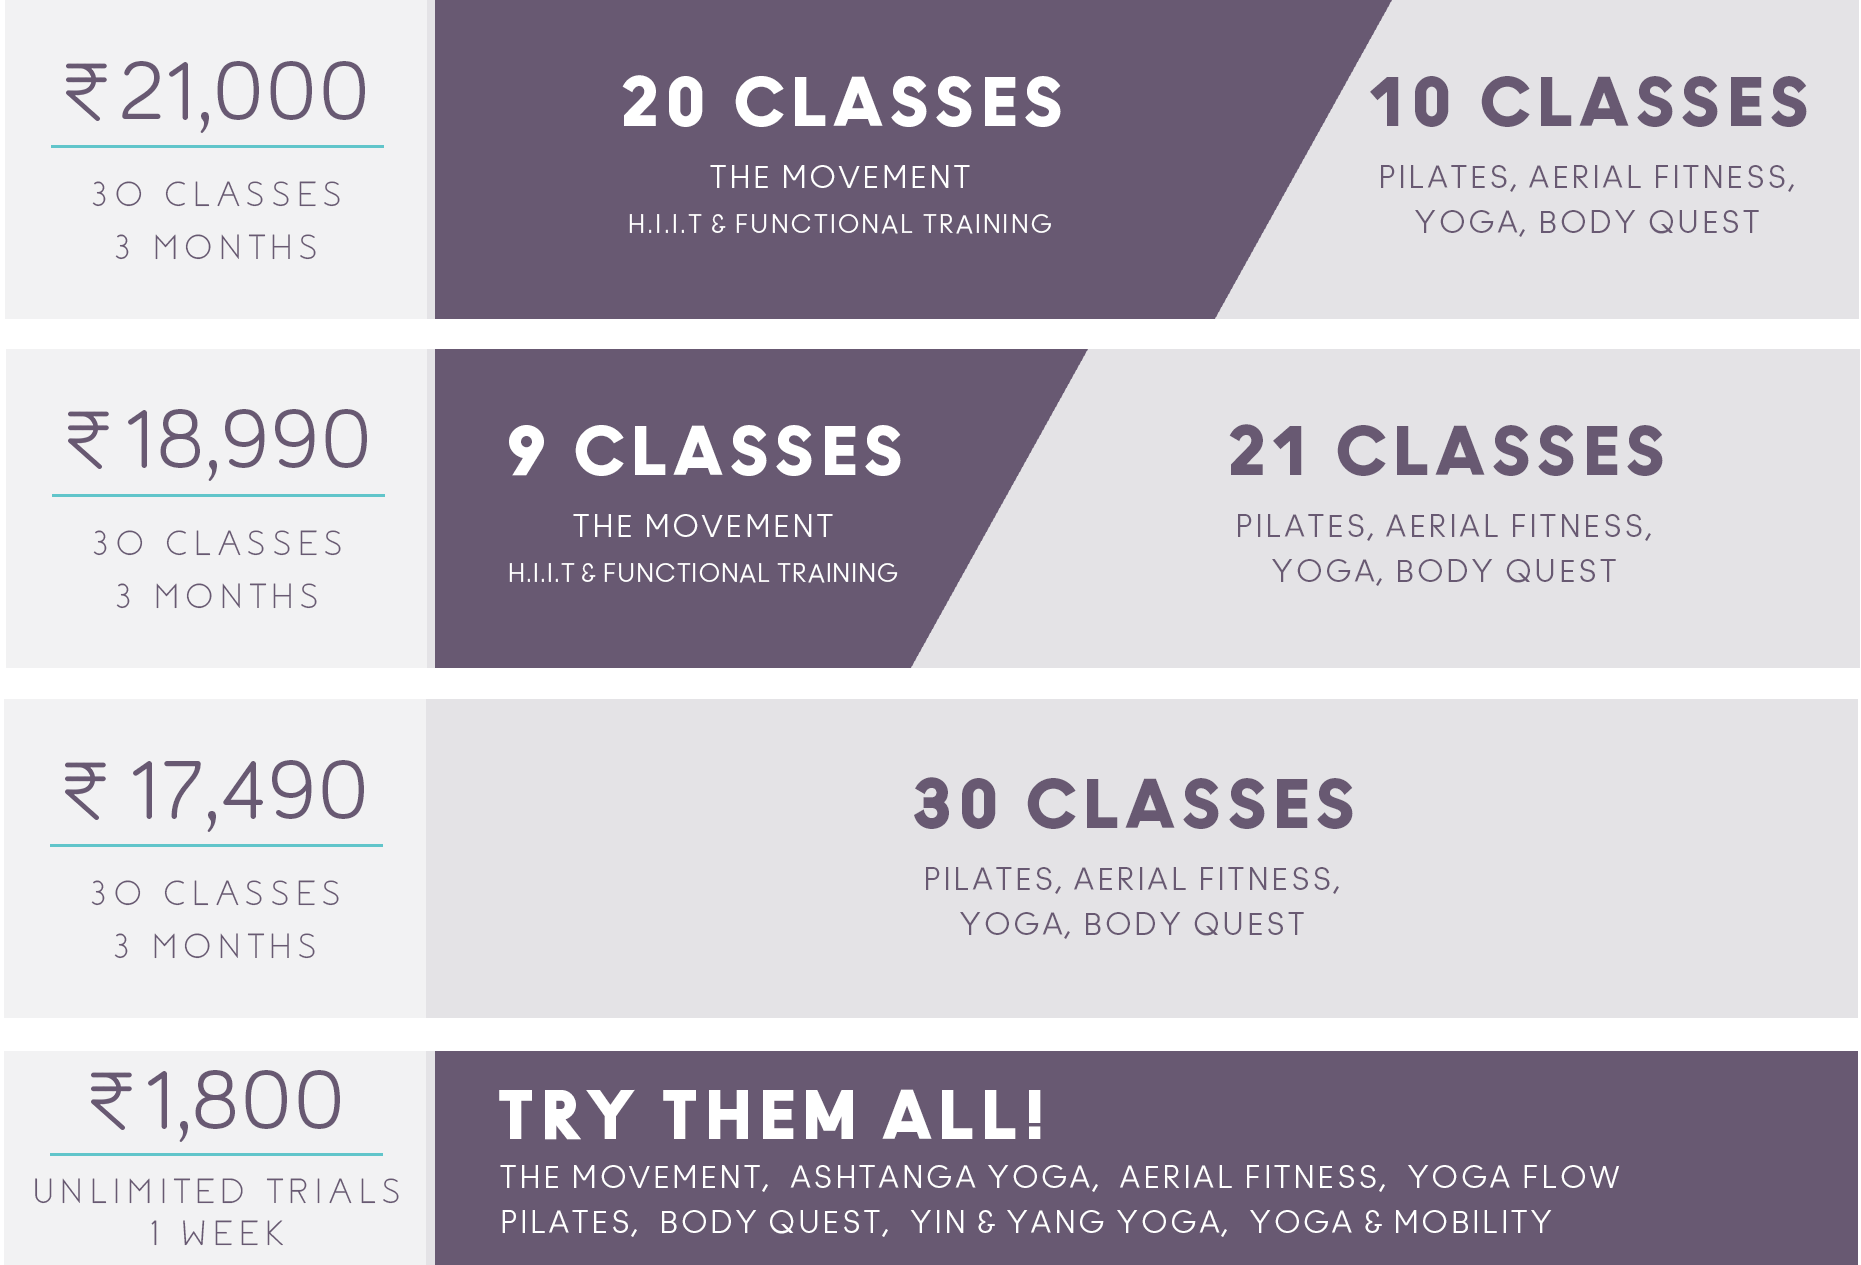 ₹21,000
30 CLASSES
3 MONTHS
20 CLASSES
THE MOVEMENT
H.I.I.T & FUNCTIONAL TRAINING
10 CLASSES
PILATES, AERIAL FITNESS,
YOGA, BODY QUEST
₹18,990
30 CLASSES
3 MONTHS
9 CLASSES
THE MOVEMENT
H.I.I.T & FUNCTIONAL TRAINING
21 CLASSES
PILATES, AERIAL FITNESS,
YOGA, BODY QUEST
₹ 17,490
30 CLASSES
3 MONTHS
30 CLASSES
PILATES, AERIAL FITNESS,
YOGA, BODY QUEST
₹1,800
UNLIMITED TRIALS
1 WEEK
TRY THEM ALL!
THE MOVEMENT, ASHTANGA YOGA, AERIAL FITNESS, YOGA FLOW
PILATES, BODY QUEST, YIN & YANG YOGA, YOGA & MOBILITY